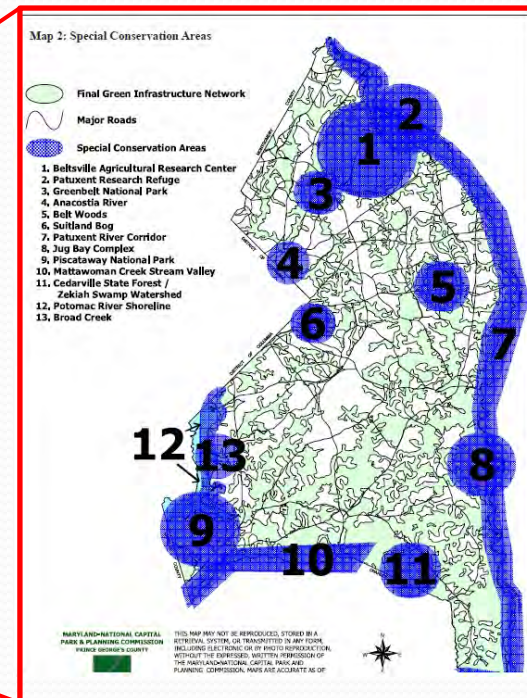 Map 2: Special Conservation Areas
Final Green Infrastructure Network
Major Roads
Special Conservation Areas
1. Beltsville Agricultural Research Center
2. Patuxent Research Refuge
3. Greenbelt National Park
4. Anacostia River
5. Belt Woods
6. Suitland Bog
7. Patuxent River Corridor
8. Jug Bay Complex
9. Piscataway National Park
10. Mattawoman Creek Stream Valley
11. Cedarville State Forest /
Zekiah Swamp Watershed
12. Potomac River Shoreline
13. Broad Creek
1
2
3
4
5
6
7
8
12
13
9
10
11
DISTRICT OF
DISTRICT OF COLUMBIA
COUNTY
MARYLAND-NATIONAL CAPITAL
PARK & PLANNING COMMISSION
PRINCE GEORGE'S COUNTY
THIS MAP MAY NOT BE REPRODUCED, STORED IN A
RETRIEVAL SYSTEM, OR TRANSMITTED IN ANY FORM,
INCLUDING ELECTRONIC OR BY PHOTO REPRODUCTION,
WITHOUT THE EXPRESSED, WRITTEN PERMISSION OF
THE MARYLAND-NATIONAL CAPITAL PARK AND
PLANNING COMMISSION. MAPS ARE ACCURATE AS OF
N